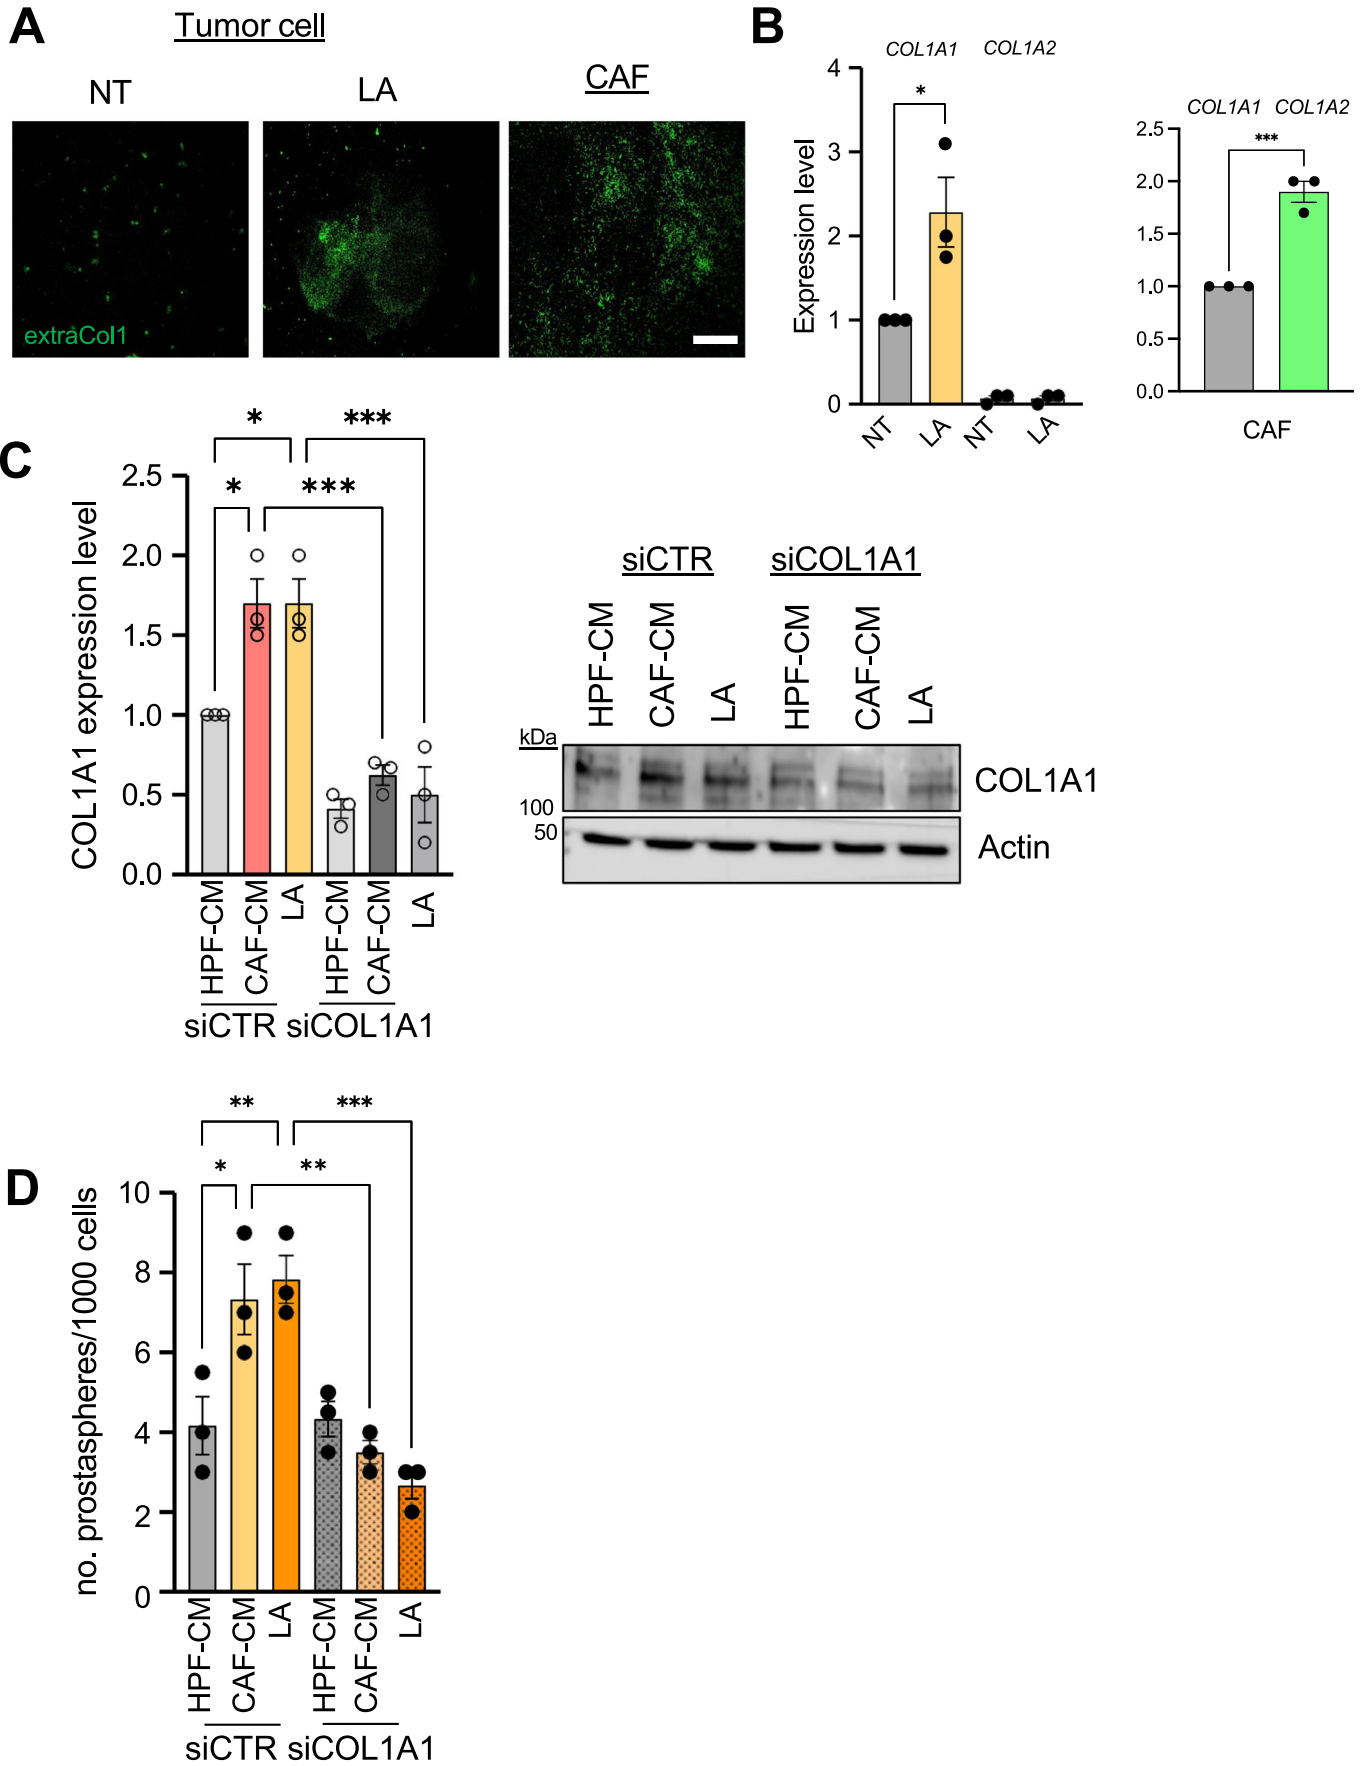 A
Tumor cell
NT
LA
CAF
extraCol1
B
COL1A1 COL1A2
*
4
3
2
1
0
Expression level
NT
LA
NT
LA
COL1A1 COL1A2
***
2.5
2.0
1.5
1.0
0.5
0.0
CAF
C
* ***
* ***
2.5
2.0
1.5
1.0
0.5
0.0
COL1A1 expression level
HPF-CM
CAF-CM
LA
HPF-CM
CAF-CM
LA
siCTR siCOL1A1
siCTR siCOL1A1
HPF-CM
CAF-CM
LA
HPF-CM
CAF-CM
LA
kDa
100
50
COL1A1
Actin
D
** ***
* **
10
8
6
4
2
0
no. prostaspheres/1000 cells
HPF-CM
CAF-CM
LA
HPF-CM
CAF-CM
LA
siCTR siCOL1A1